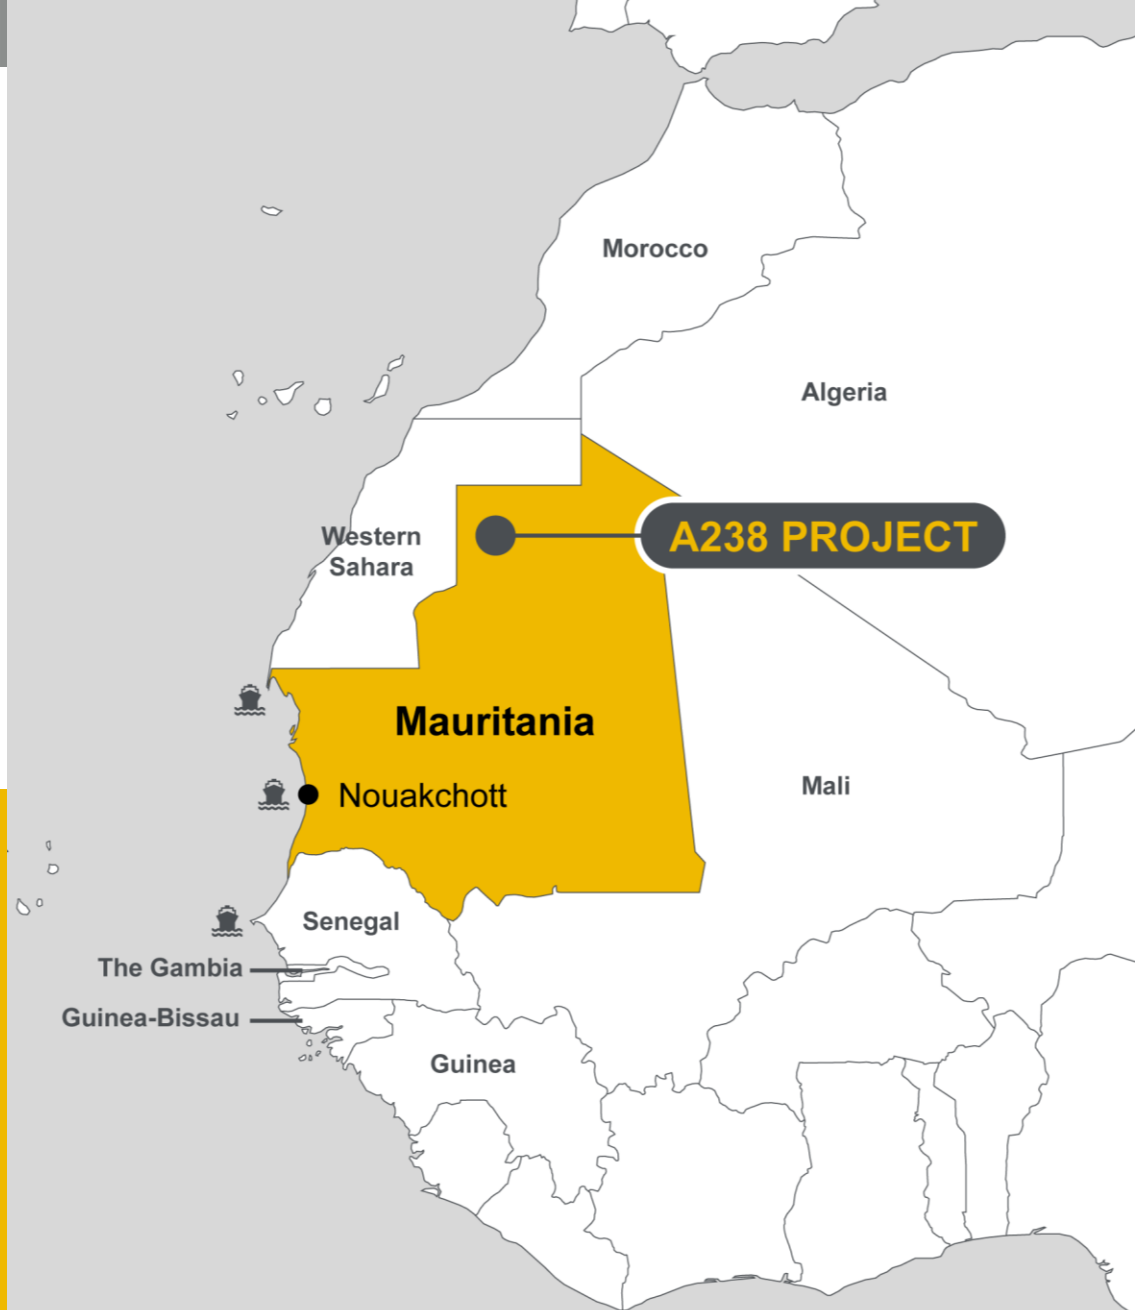 Morocco
Algeria
Western
Sahara
A238 PROJECT
Mauritania
Nouakchott
Mali
Senegal
The Gambia
Guinea-Bissau
Guinea